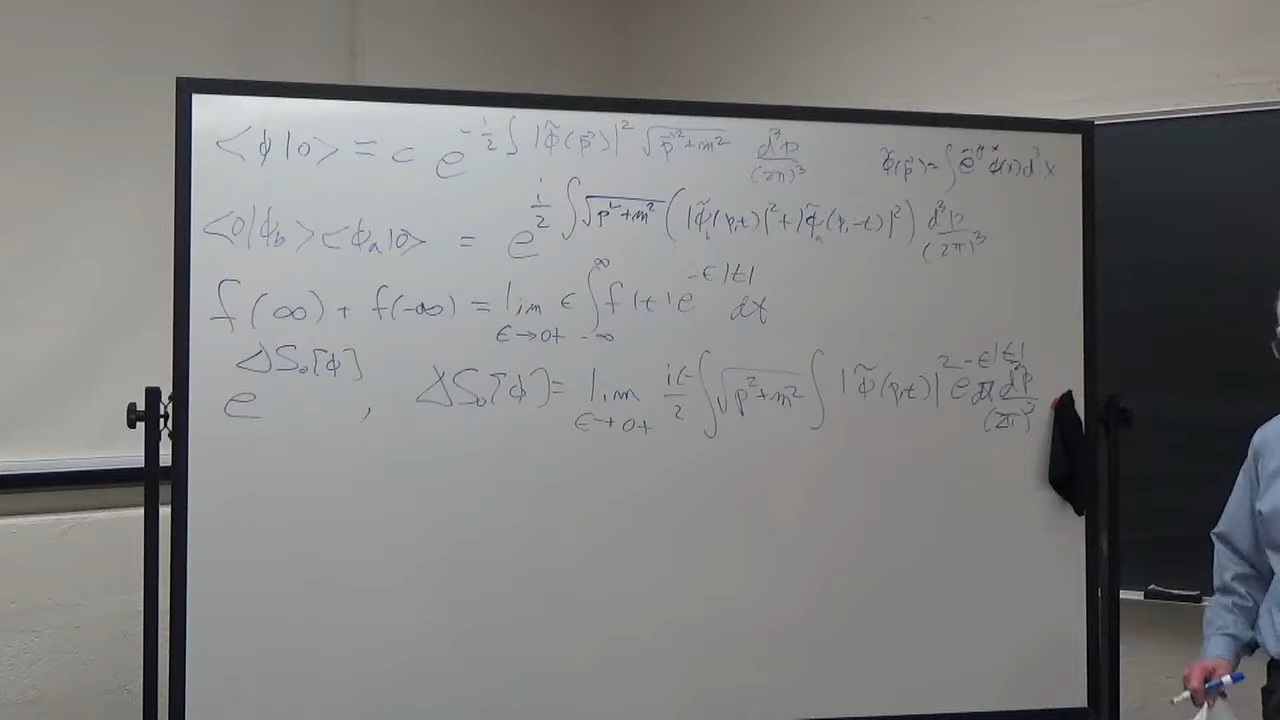 <φ|0> = c e^{-½ ∫ |φ̃(p⃗)|² √(p⃗²+m²) d³p/(2π)³}    φ̃(p⃗) = ∫ e^{ip·x} φ(x) d³x
<0|φ_b><φ_a|0> = e^{i/2 ∫ √(p²+m²) (|φ̃_b(p,t)|² + |φ̃_a(p,-t)|²) d³p/(2π)³}
f(∞) + f(-∞) = lim_{ε→0+} ε ∫_{-∞}^{∞} f(t) e^{-ε|t|} dt
e^{ΔS₀[φ]}, ΔS₀[φ] = lim_{ε→0+} iε/2 ∫ √(p²+m²) ∫ |φ̃(p,t)|² e^{-ε|t|} dt d³p/(2π)³